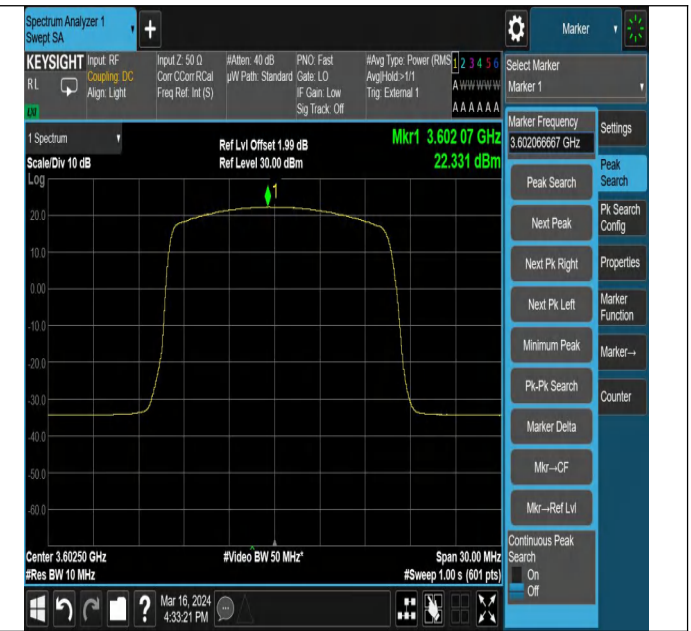 Spectrum Analyzer 1
Swept SA
+
Marker
KEYSIGHT
R L
Input: RF
Coupling: DC
Align: Light
Input Z: 50 Ω
Corr CCorr RCal
Freq Ref: Int (S)
#Atten: 40 dB
µW Path: Standard
PNO: Fast
Gate: LO
IF Gain: Low
Sig Track: Off
#Avg Type: Power (RMS
Avg|Hold:>1/1
Trig: External 1
1 2 3 4 5 6
A W W W W W
A A A A A A
Select Marker
Marker 1
1 Spectrum
Scale/Div 10 dB
Log
Ref Lvl Offset 1.99 dB
Ref Level 30.00 dBm
Mkr1 3.602 07 GHz
22.331 dBm
1
20.0
10.0
0.00
-10.0
-20.0
-30.0
-40.0
-50.0
-60.0
Center 3.60250 GHz
#Res BW 10 MHz
#Video BW 50 MHz*
Span 30.00 MHz
#Sweep 1.00 s (601 pts)
Marker Frequency
3.602066667 GHz
Peak Search
Next Peak
Next Pk Right
Next Pk Left
Minimum Peak
Pk-Pk Search
Marker Delta
Mkr→CF
Mkr→Ref Lvl
Continuous Peak
Search
On
Off
Settings
Peak
Search
Pk Search
Config
Properties
Marker
Function
Marker→
Counter
?
Mar 16, 2024
4:33:21 PM